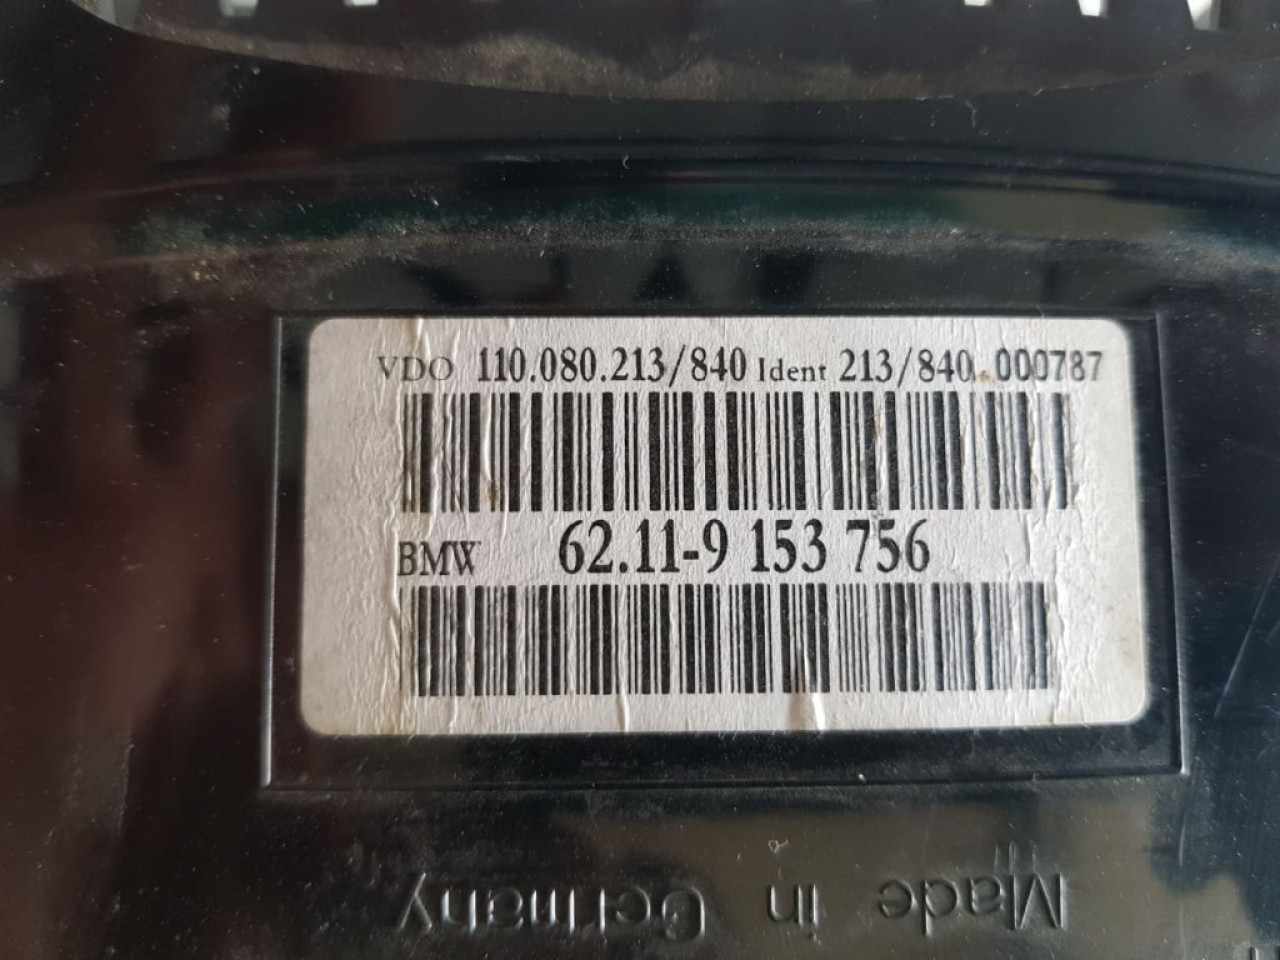 VDO 110.080.213/840 Ident 213/840 000787
BMW 62.11-9 153 756
Made in Germany